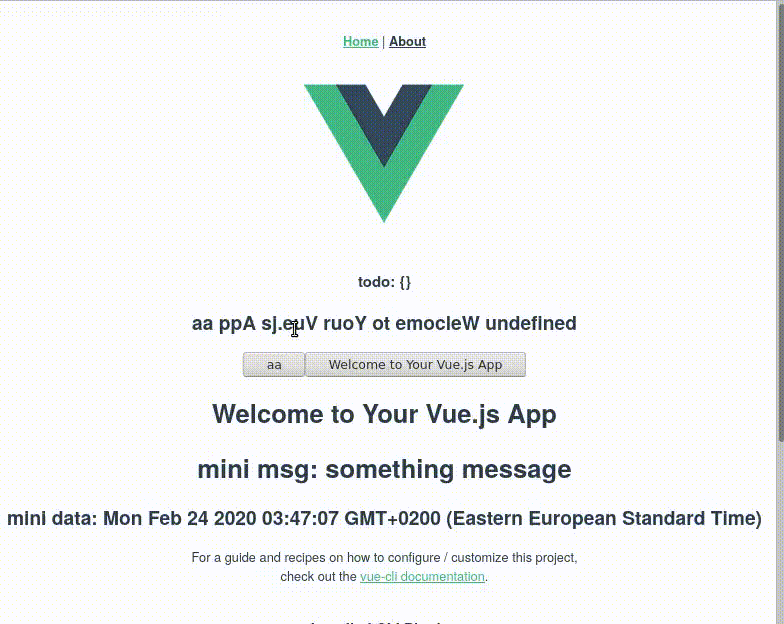 Home | About
todo: {}
aa ppA sj.euV ruoY ot emocleW undefined
aa Welcome to Your Vue.js App
Welcome to Your Vue.js App
mini msg: something message
mini data: Mon Feb 24 2020 03:47:07 GMT+0200 (Eastern European Standard Time)
For a guide and recipes on how to configure / customize this project,
check out the vue-cli documentation.